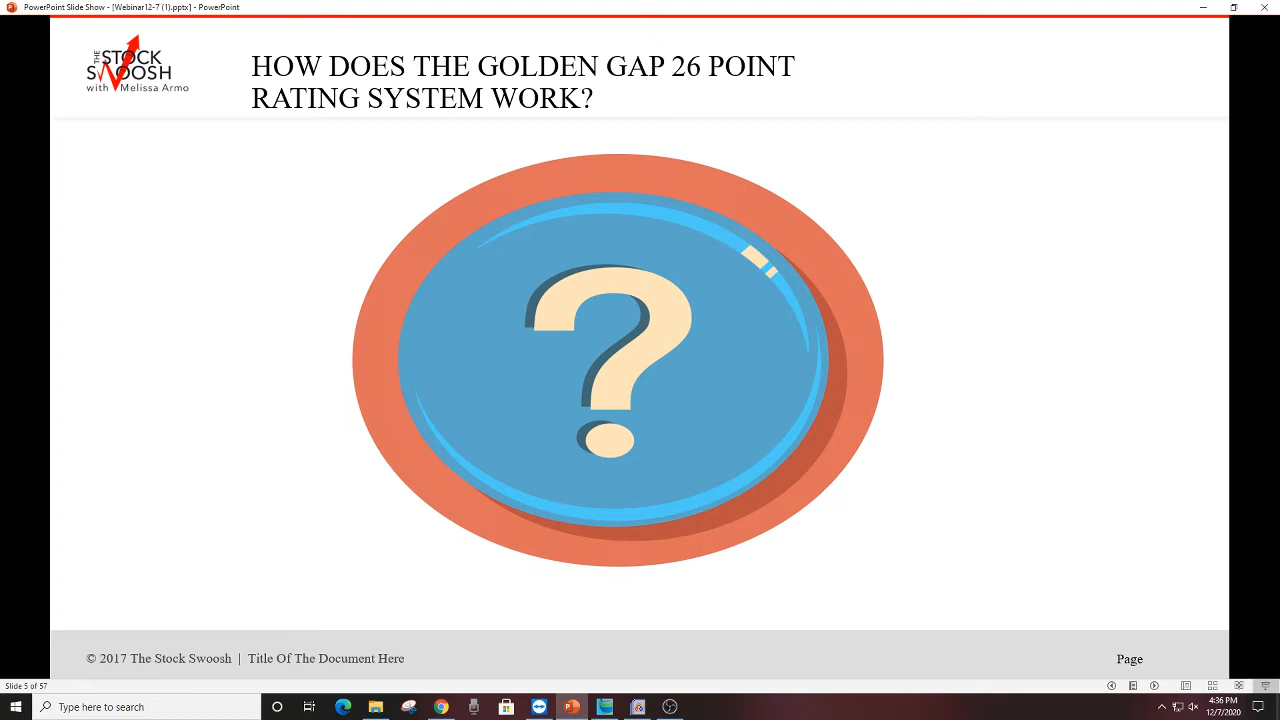 PowerPoint Slide Show - [Webinar12-7 (1).pptx] - PowerPoint
THE
STOCK
SWOOSH
with Melissa Armo
HOW DOES THE GOLDEN GAP 26 POINT
RATING SYSTEM WORK?
?
© 2017 The Stock Swoosh | Title Of The Document Here
Page
Slide 5 of 57
Type here to search
4:36 PM
12/7/2020